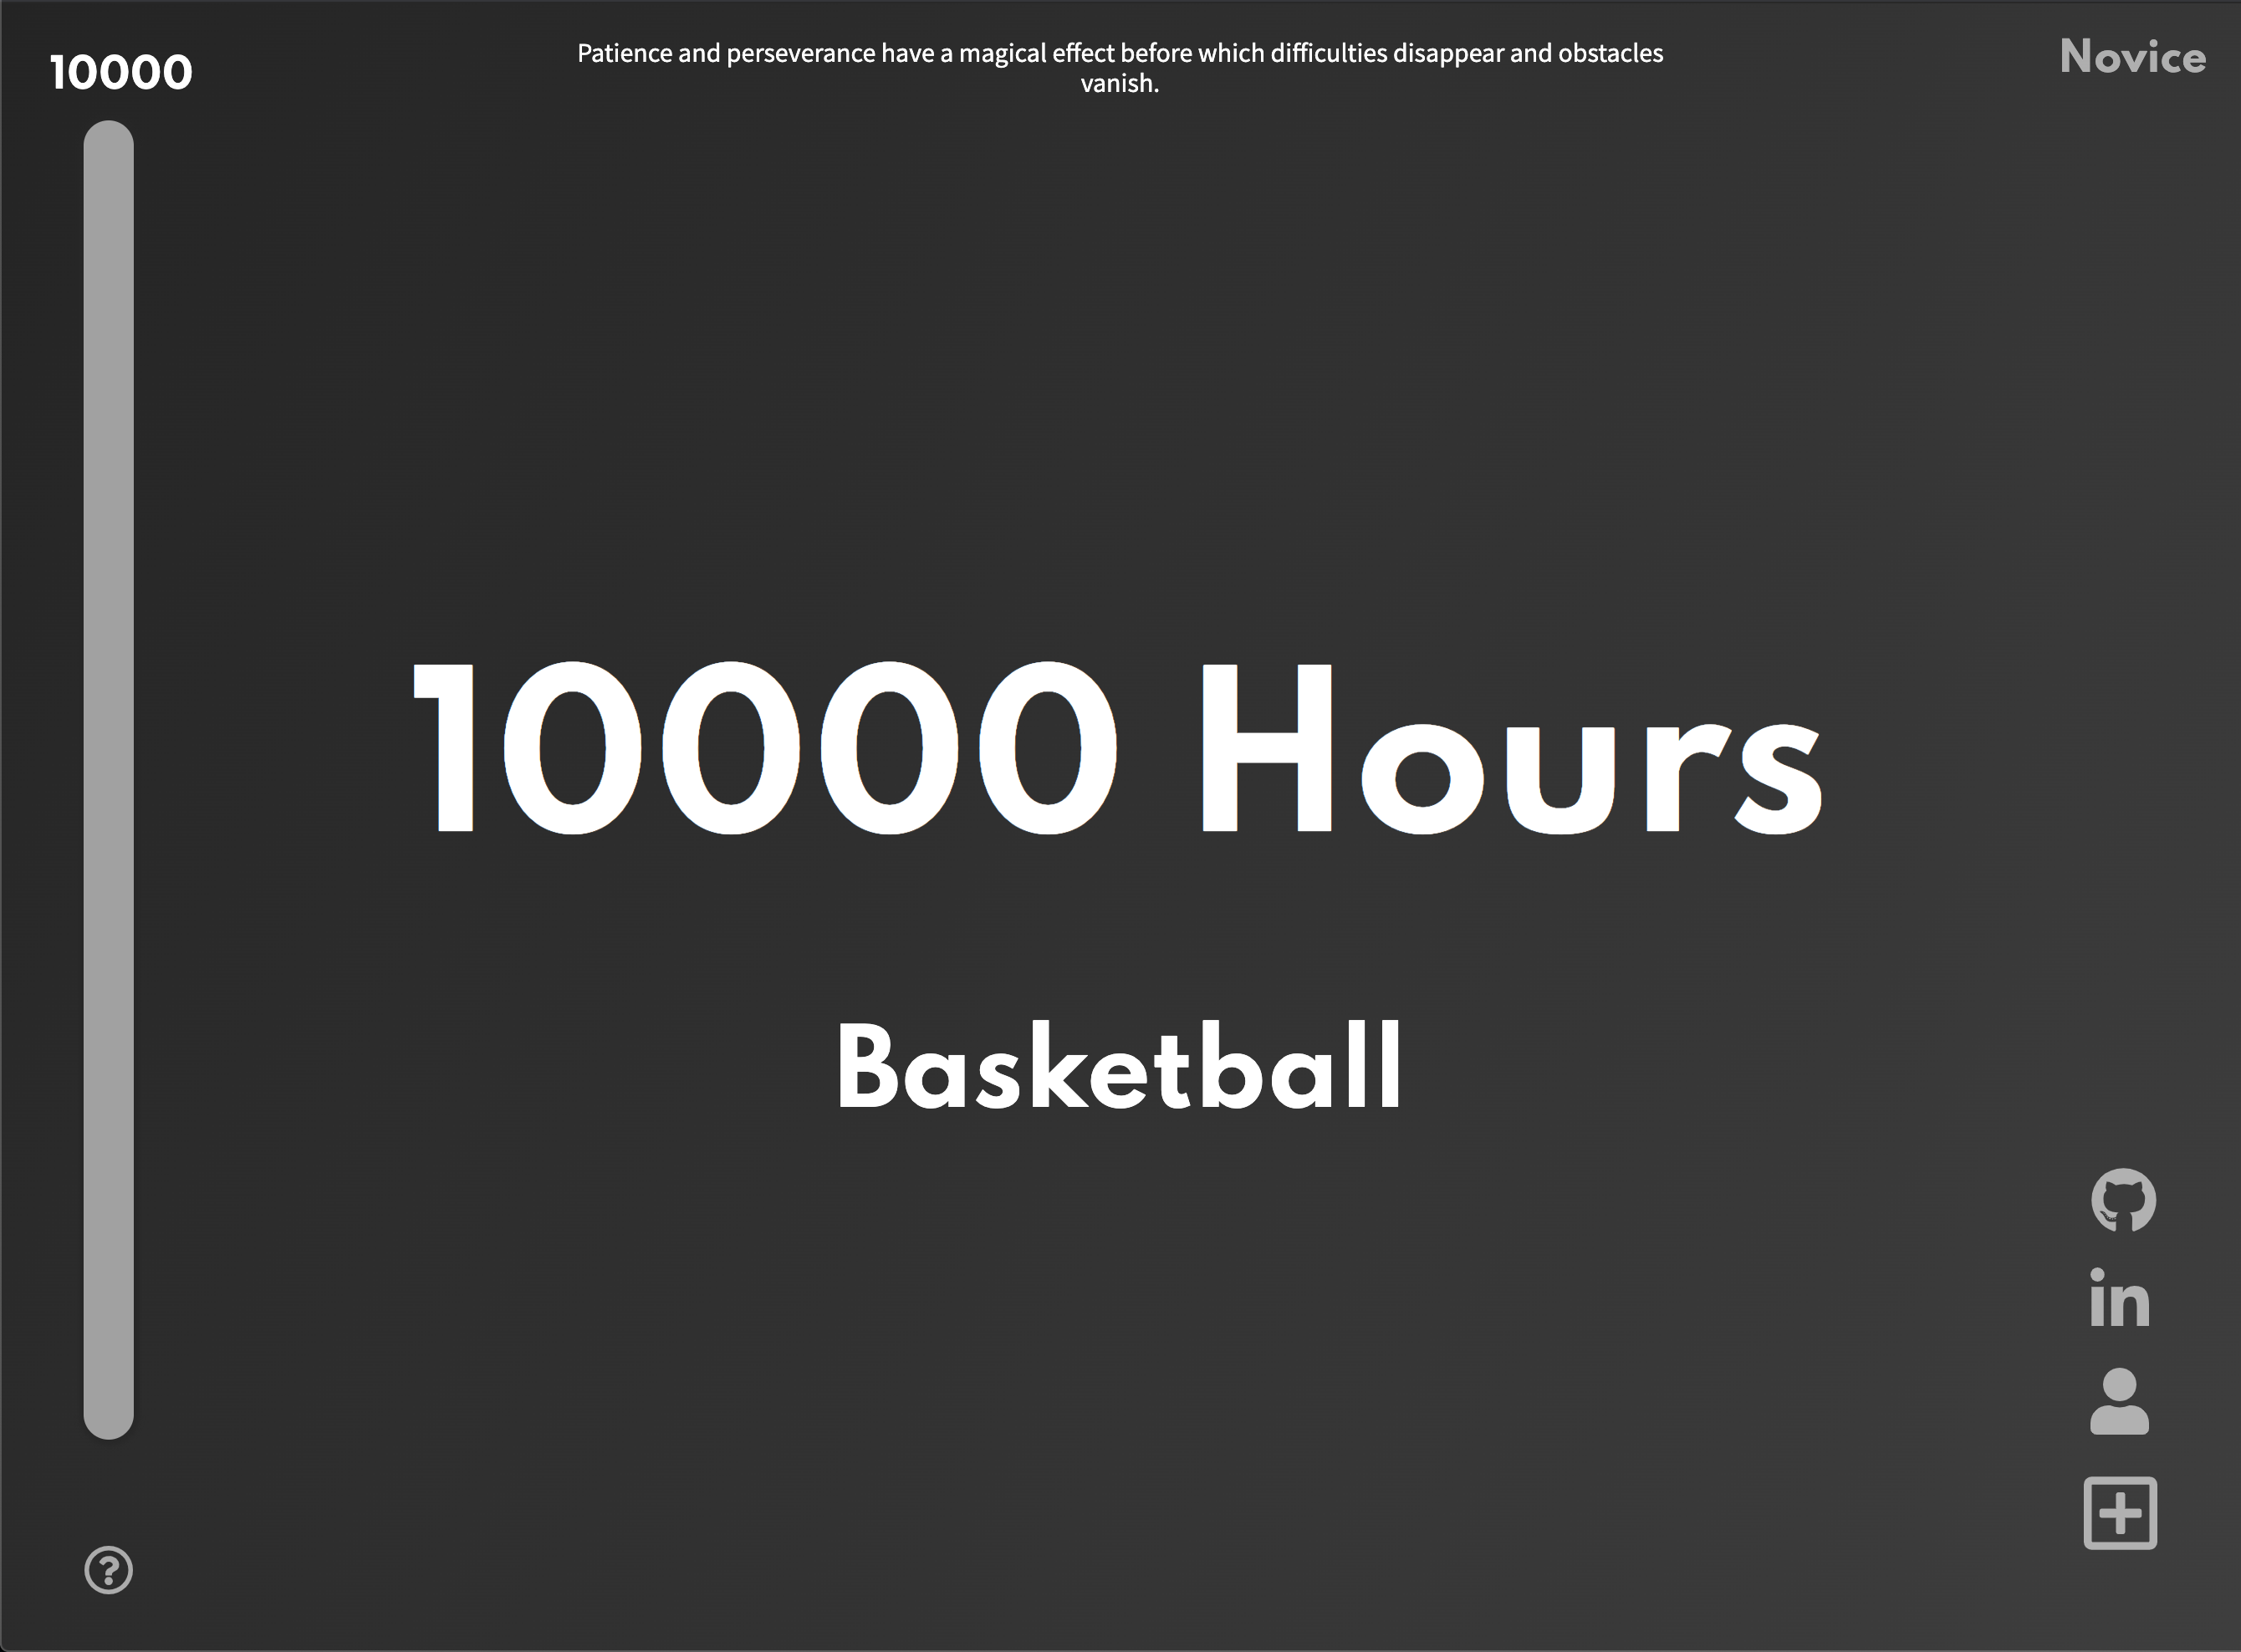 10000
Patience and perseverance have a magical effect before which difficulties disappear and obstacles
vanish.
Novice
10000 Hours
Basketball
in
?